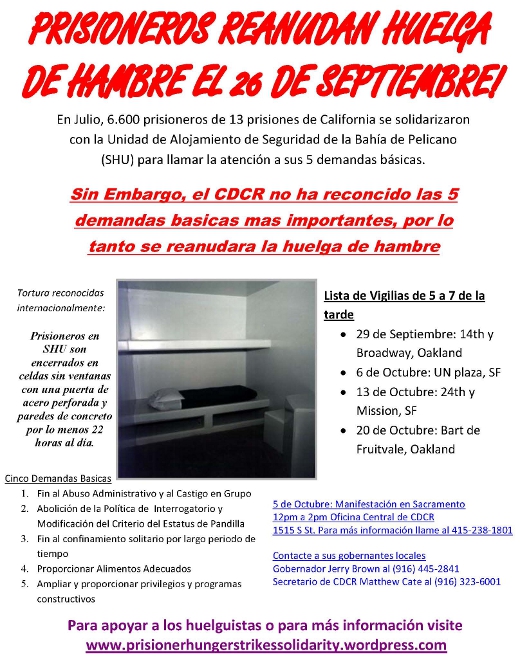 PRISIONEROS REANUDAN HUELGA
DE HAMBRE EL 26 DE SEPTIEMBRE!
En Julio, 6.600 prisioneros de 13 prisiones de California se solidarizaron
con la Unidad de Alojamiento de Seguridad de la Bahía de Pelicano
(SHU) para llamar la atención a sus 5 demandas básicas.
Sin Embargo, el CDCR no ha reconcido las 5
demandas basicas mas importantes, por lo
tanto se reanudara la huelga de hambre
Tortura reconocidas
internacionalmente:
Prisioneros en
SHU son
encerrados en
celdas sin ventanas
con una puerta de
acero perforada y
paredes de concreto
por lo menos 22
horas al día.
Lista de Vigilias de 5 a 7 de la
tarde
• 29 de Septiembre: 14th y
Broadway, Oakland
• 6 de Octubre: UN plaza, SF
• 13 de Octubre: 24th y
Mission, SF
• 20 de Octubre: Bart de
Fruitvale, Oakland
Cinco Demandas Basicas
1. Fin al Abuso Administrativo y al Castigo en Grupo
2. Abolición de la Política de Interrogatorio y
Modificación del Criterio del Estatus de Pandilla
3. Fin al confinamiento solitario por largo periodo de
tiempo
4. Proporcionar Alimentos Adecuados
5. Ampliar y proporcionar privilegios y programas
constructivos
5 de Octubre: Manifestación en Sacramento
12pm a 2pm Oficina Central de CDCR
1515 S St. Para más información llame al 415-238-1801
Contacte a sus gobernantes locales
Gobernador Jerry Brown al (916) 445-2841
Secretario de CDCR Matthew Cate al (916) 323-6001
Para apoyar a los huelguistas o para más información visite
www.prisionerhungerstrikessolidarity.wordpress.com